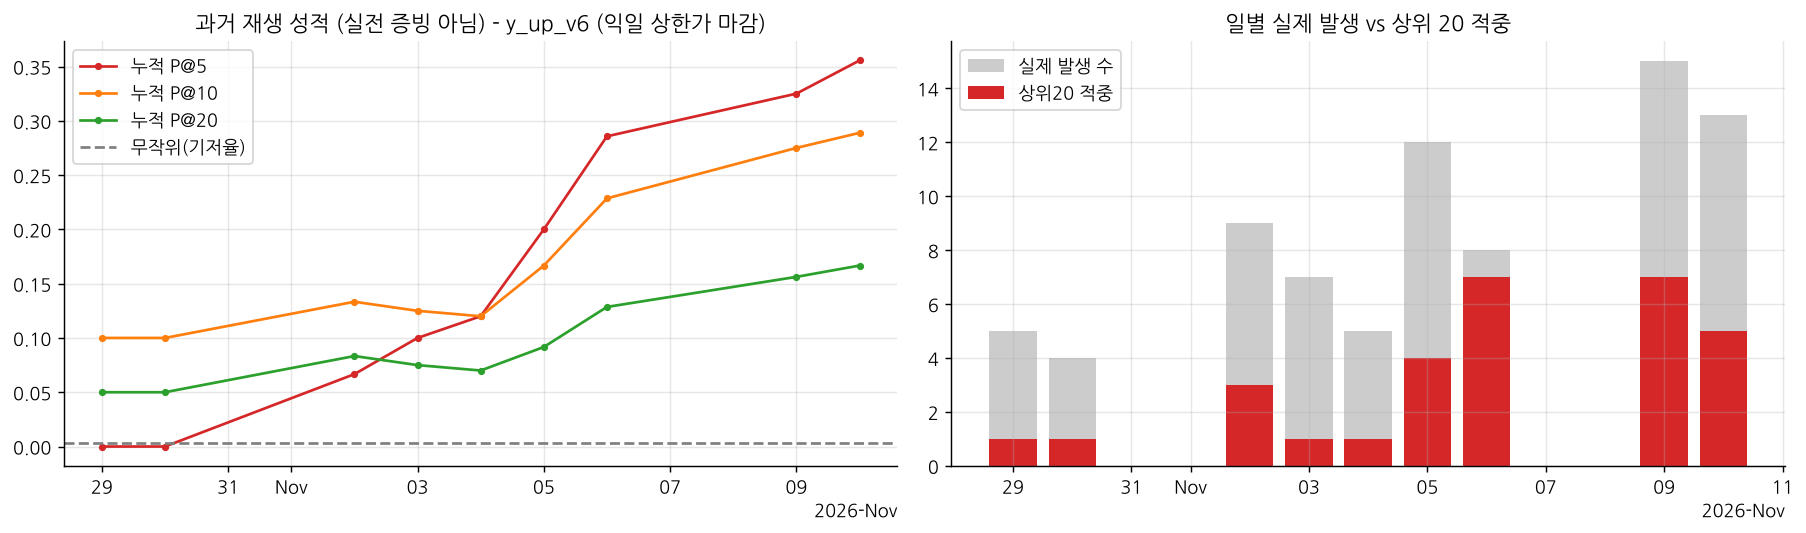 과거 재생 성적 (실전 증빙 아님) - y_up_v6 (익일 상한가 마감)
누적 P@5
누적 P@10
누적 P@20
무작위(기저율)
0.35
0.30
0.25
0.20
0.15
0.10
0.05
0.00
29 31 Nov 03 05 07 09
2026-Nov
일별 실제 발생 vs 상위 20 적중
실제 발생 수
상위20 적중
14
12
10
8
6
4
2
0
29 31 Nov 03 05 07 09 11
2026-Nov